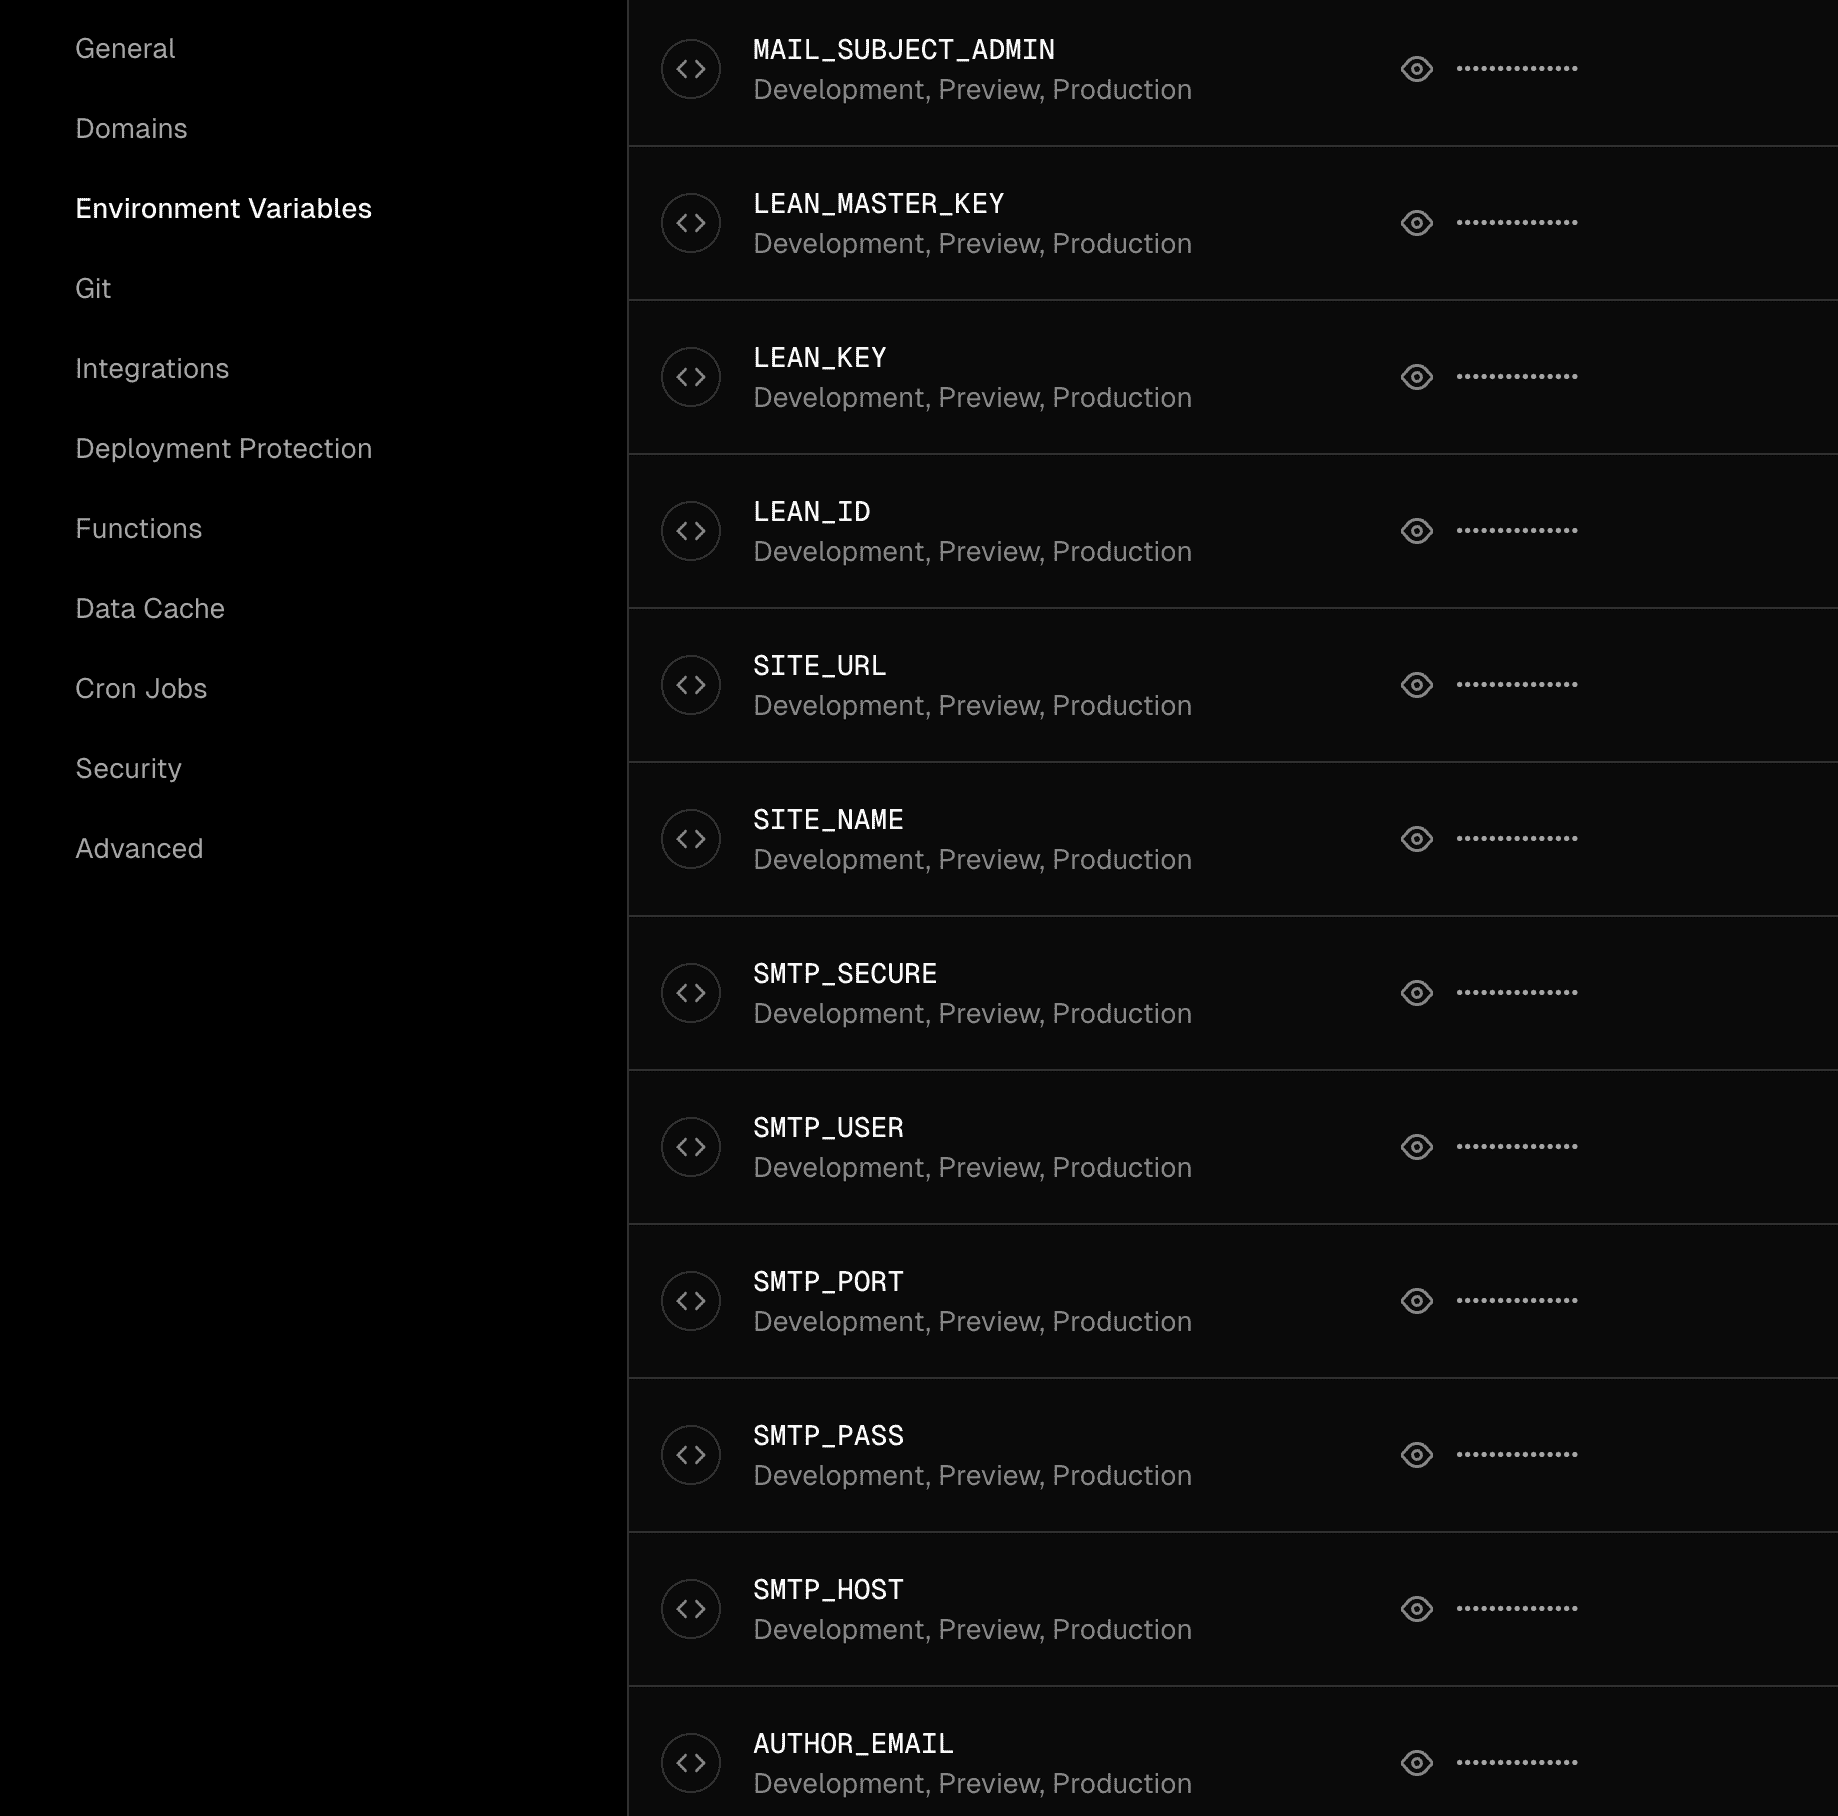 General
Domains
Environment Variables
Git
Integrations
Deployment Protection
Functions
Data Cache
Cron Jobs
Security
Advanced
MAIL_SUBJECT_ADMIN
Development, Preview, Production
LEAN_MASTER_KEY
Development, Preview, Production
LEAN_KEY
Development, Preview, Production
LEAN_ID
Development, Preview, Production
SITE_URL
Development, Preview, Production
SITE_NAME
Development, Preview, Production
SMTP_SECURE
Development, Preview, Production
SMTP_USER
Development, Preview, Production
SMTP_PORT
Development, Preview, Production
SMTP_PASS
Development, Preview, Production
SMTP_HOST
Development, Preview, Production
AUTHOR_EMAIL
Development, Preview, Production